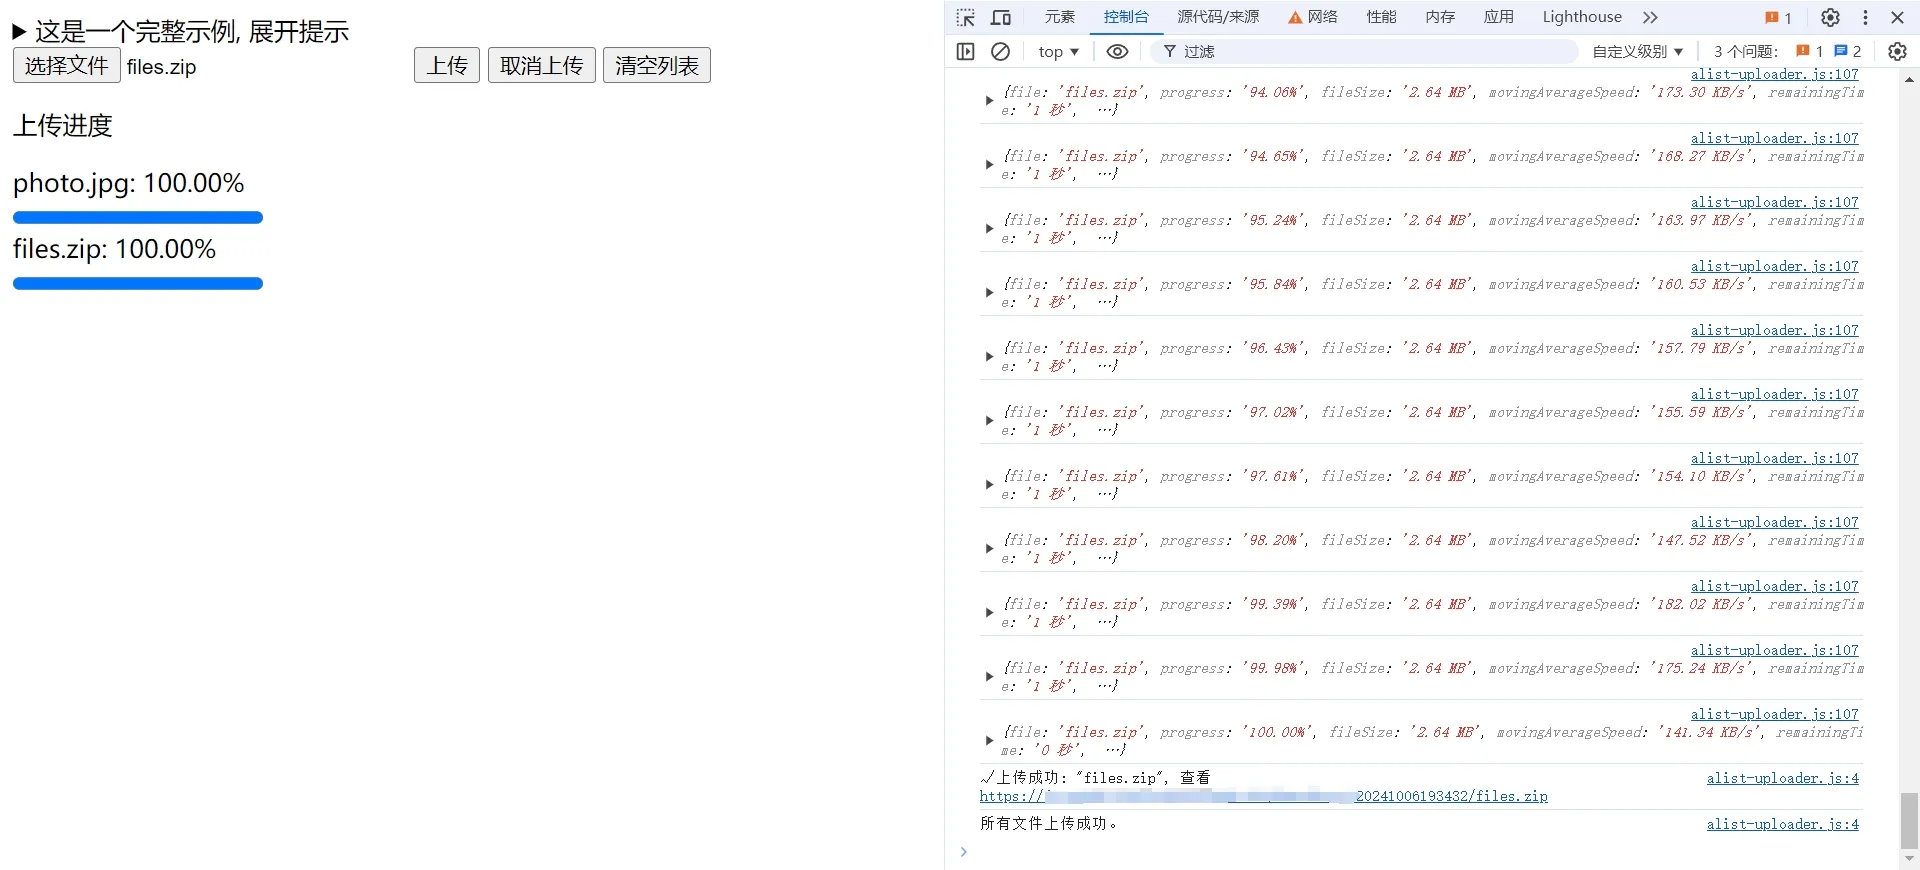 ▶ 这是一个完整示例, 展开提示
选择文件 files.zip 上传 取消上传 清空列表
上传进度
photo.jpg: 100.00%
files.zip: 100.00%
元素 控制台 源代码/来源 网络 性能 内存 应用 Lighthouse 1
top 过滤 自定义级别 3 个问题: 1 2
alist-uploader.js:107
{file: 'files.zip', progress: '94.06%', fileSize: '2.64 MB', movingAverageSpeed: '173.30 KB/s', remainingTim
e: '1 秒', …}
alist-uploader.js:107
{file: 'files.zip', progress: '94.65%', fileSize: '2.64 MB', movingAverageSpeed: '168.27 KB/s', remainingTim
e: '1 秒', …}
alist-uploader.js:107
{file: 'files.zip', progress: '95.24%', fileSize: '2.64 MB', movingAverageSpeed: '163.97 KB/s', remainingTim
e: '1 秒', …}
alist-uploader.js:107
{file: 'files.zip', progress: '95.84%', fileSize: '2.64 MB', movingAverageSpeed: '160.53 KB/s', remainingTim
e: '1 秒', …}
alist-uploader.js:107
{file: 'files.zip', progress: '96.43%', fileSize: '2.64 MB', movingAverageSpeed: '157.79 KB/s', remainingTim
e: '1 秒', …}
alist-uploader.js:107
{file: 'files.zip', progress: '97.02%', fileSize: '2.64 MB', movingAverageSpeed: '155.59 KB/s', remainingTim
e: '1 秒', …}
alist-uploader.js:107
{file: 'files.zip', progress: '97.61%', fileSize: '2.64 MB', movingAverageSpeed: '154.10 KB/s', remainingTim
e: '1 秒', …}
alist-uploader.js:107
{file: 'files.zip', progress: '98.20%', fileSize: '2.64 MB', movingAverageSpeed: '147.52 KB/s', remainingTim
e: '1 秒', …}
alist-uploader.js:107
{file: 'files.zip', progress: '99.39%', fileSize: '2.64 MB', movingAverageSpeed: '182.02 KB/s', remainingTim
e: '1 秒', …}
alist-uploader.js:107
{file: 'files.zip', progress: '99.98%', fileSize: '2.64 MB', movingAverageSpeed: '175.24 KB/s', remainingTim
e: '1 秒', …}
alist-uploader.js:107
{file: 'files.zip', progress: '100.00%', fileSize: '2.64 MB', movingAverageSpeed: '141.34 KB/s', remainingTi
me: '0 秒', …}
✓上传成功: "files.zip", 查看 alist-uploader.js:4
https:// 20241006193432/files.zip
所有文件上传成功。 alist-uploader.js:4